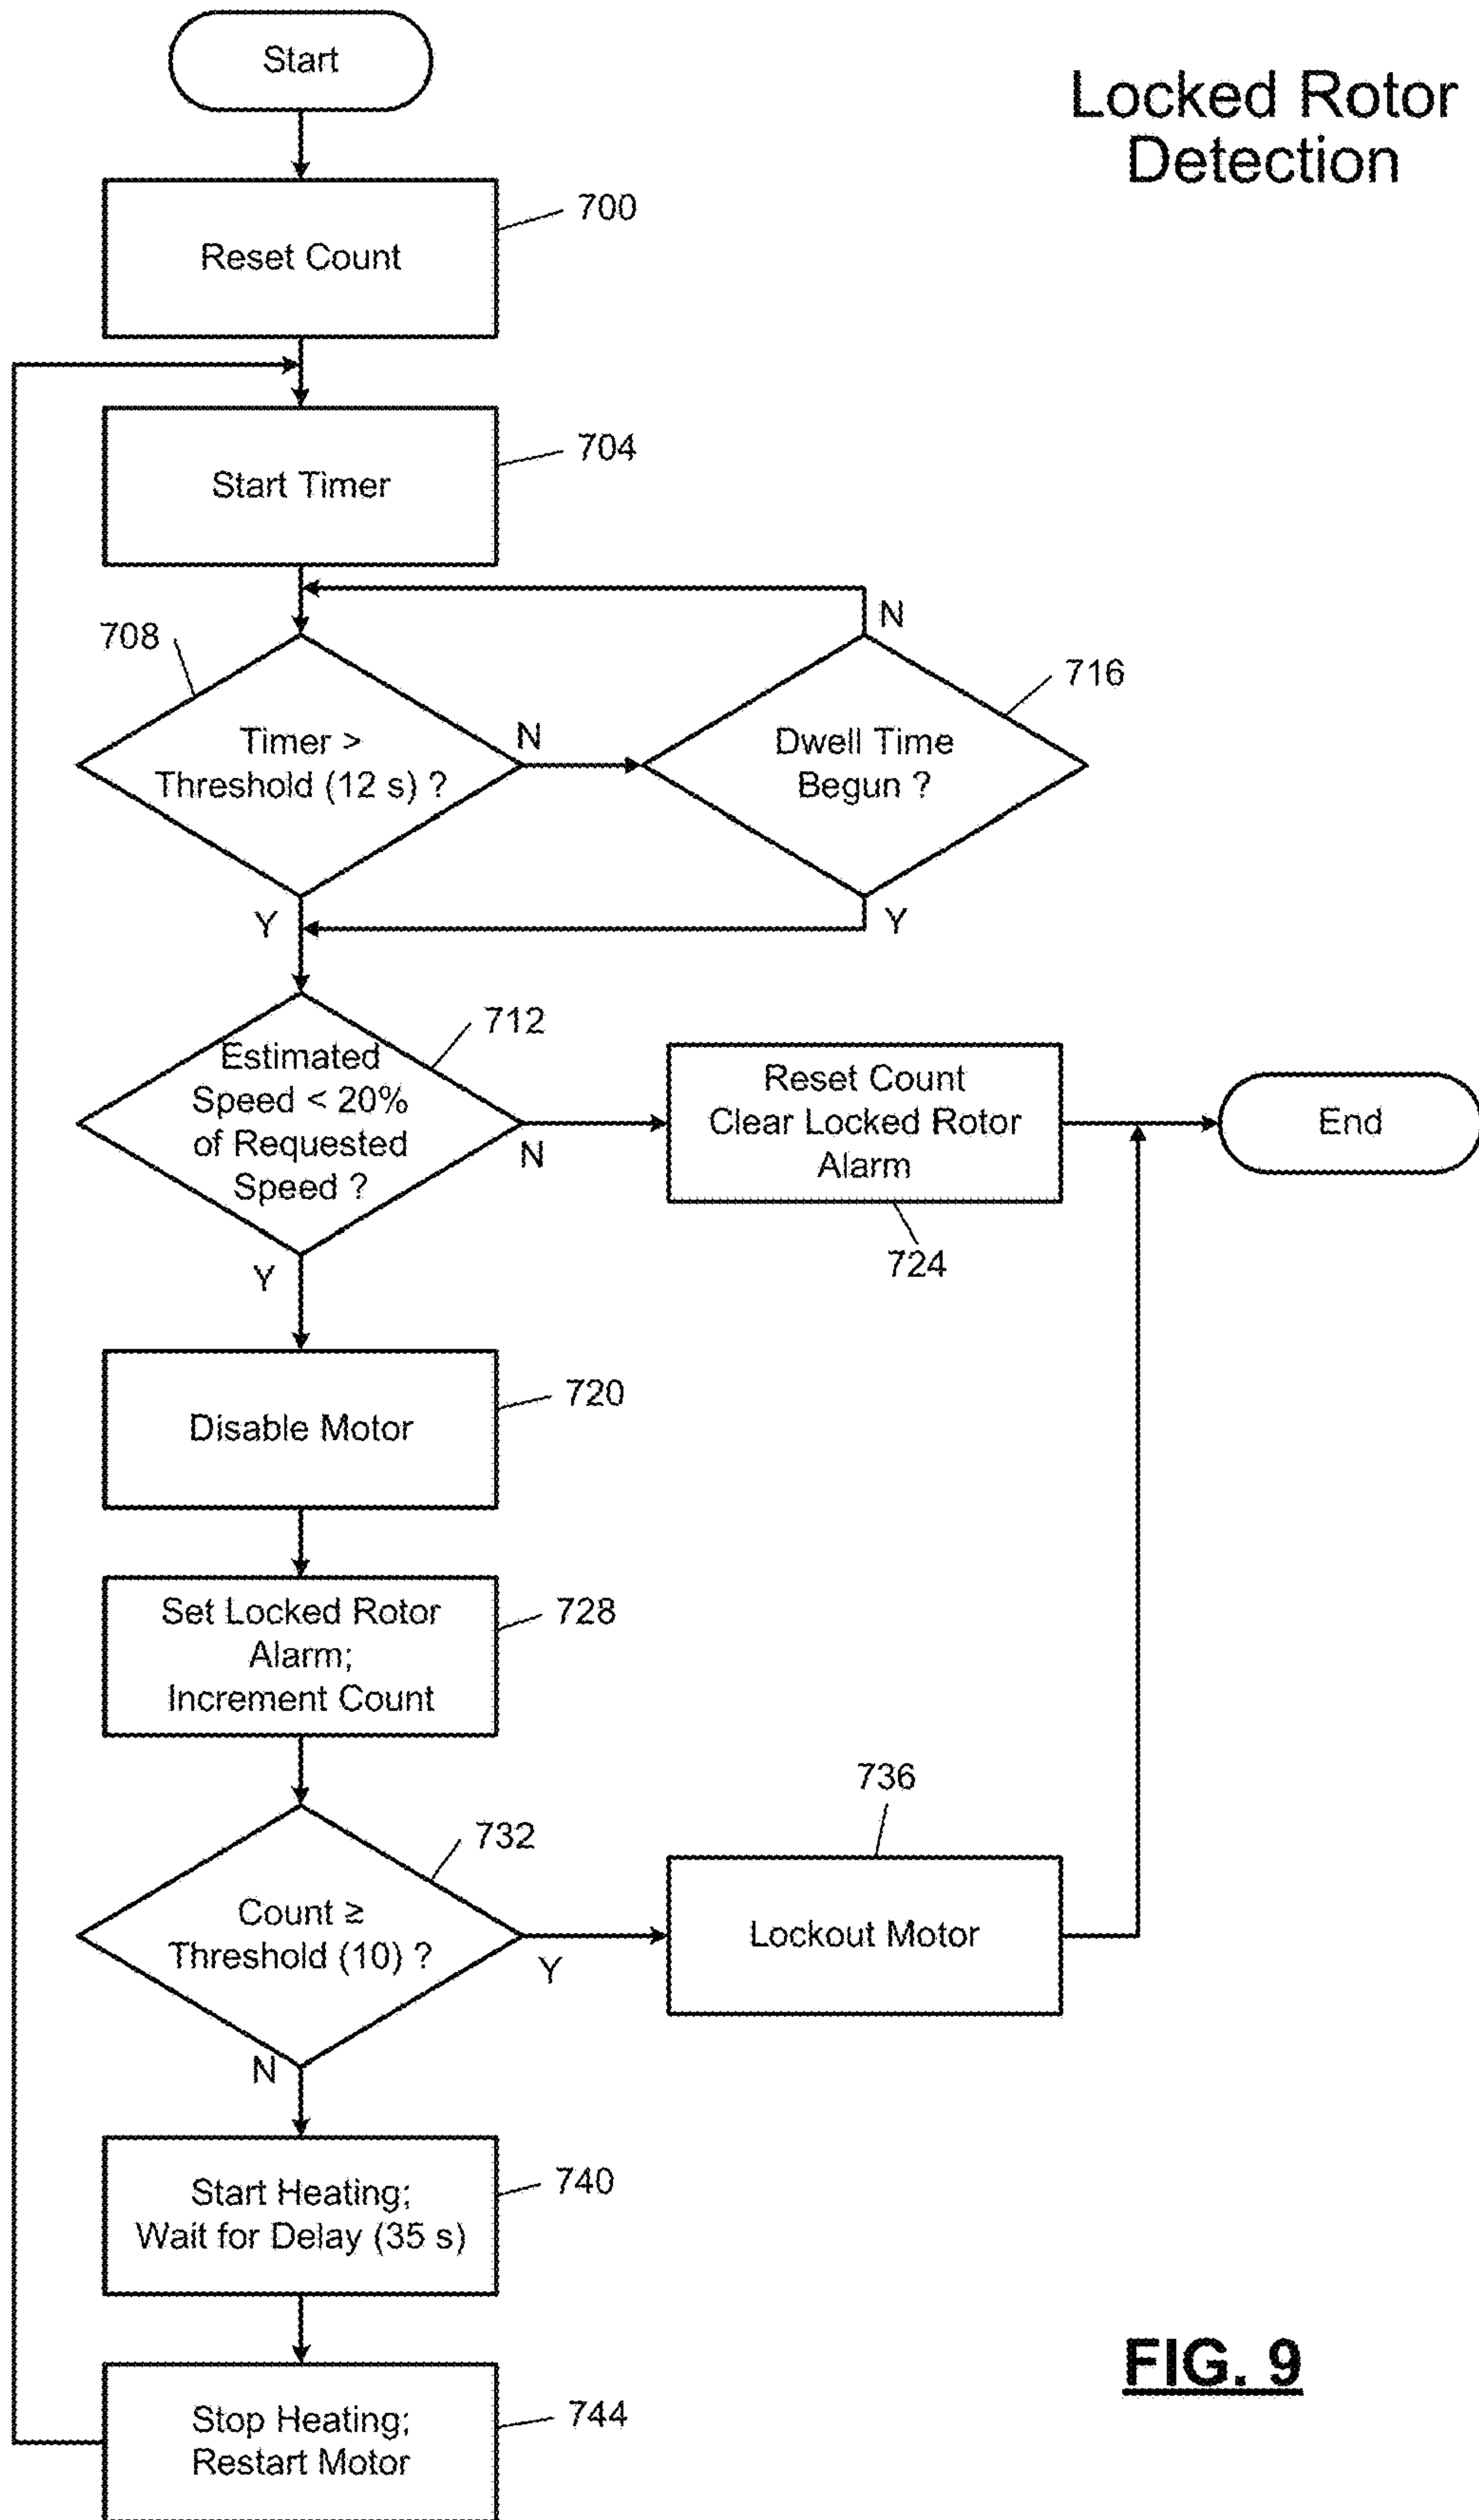 Start
Locked Rotor
Detection
700
Reset Count
704
Start Timer
N
708
716
Timer >
Threshold (12 s) ?
N
Dwell Time
Begun ?
Y
Y
712
Estimated
Speed < 20%
of Requested
Speed ?
N
Reset Count
Clear Locked Rotor
Alarm
End
724
Y
720
Disable Motor
728
Set Locked Rotor
Alarm;
Increment Count
736
732
Count ≥
Threshold (10) ?
Y
Lockout Motor
N
740
Start Heating;
Wait for Delay (35 s)
744
Stop Heating;
Restart Motor
FIG. 9